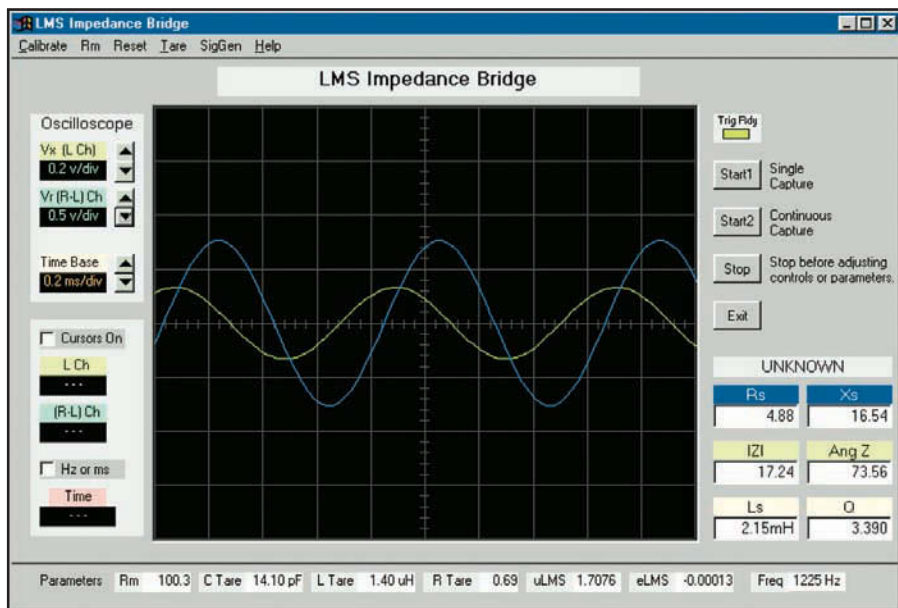 LMS Impedance Bridge
Calibrate Rm Reset Tare SigGen Help
LMS Impedance Bridge
Oscilloscope
Vx (L Ch)
0.2 v/div
Vr (R-L) Ch
0.5 v/div
Time Base
0.2 ms/div
Cursors On
L Ch
---
(R-L) Ch
---
Hz or ms
Time
---
Trig Rdy
Start1 Single
Capture
Start2 Continuous
Capture
Stop Stop before adjusting
controls or parameters.
Exit
UNKNOWN
Rs Xs
4.88 16.54
IZI Ang Z
17.24 73.56
Ls Q
2.15mH 3.390
Parameters Rm 100.3 C Tare 14.10 pF L Tare 1.40 uH R Tare 0.69 uLMS 1.7076 eLMS -0.00013 Freq 1225 Hz